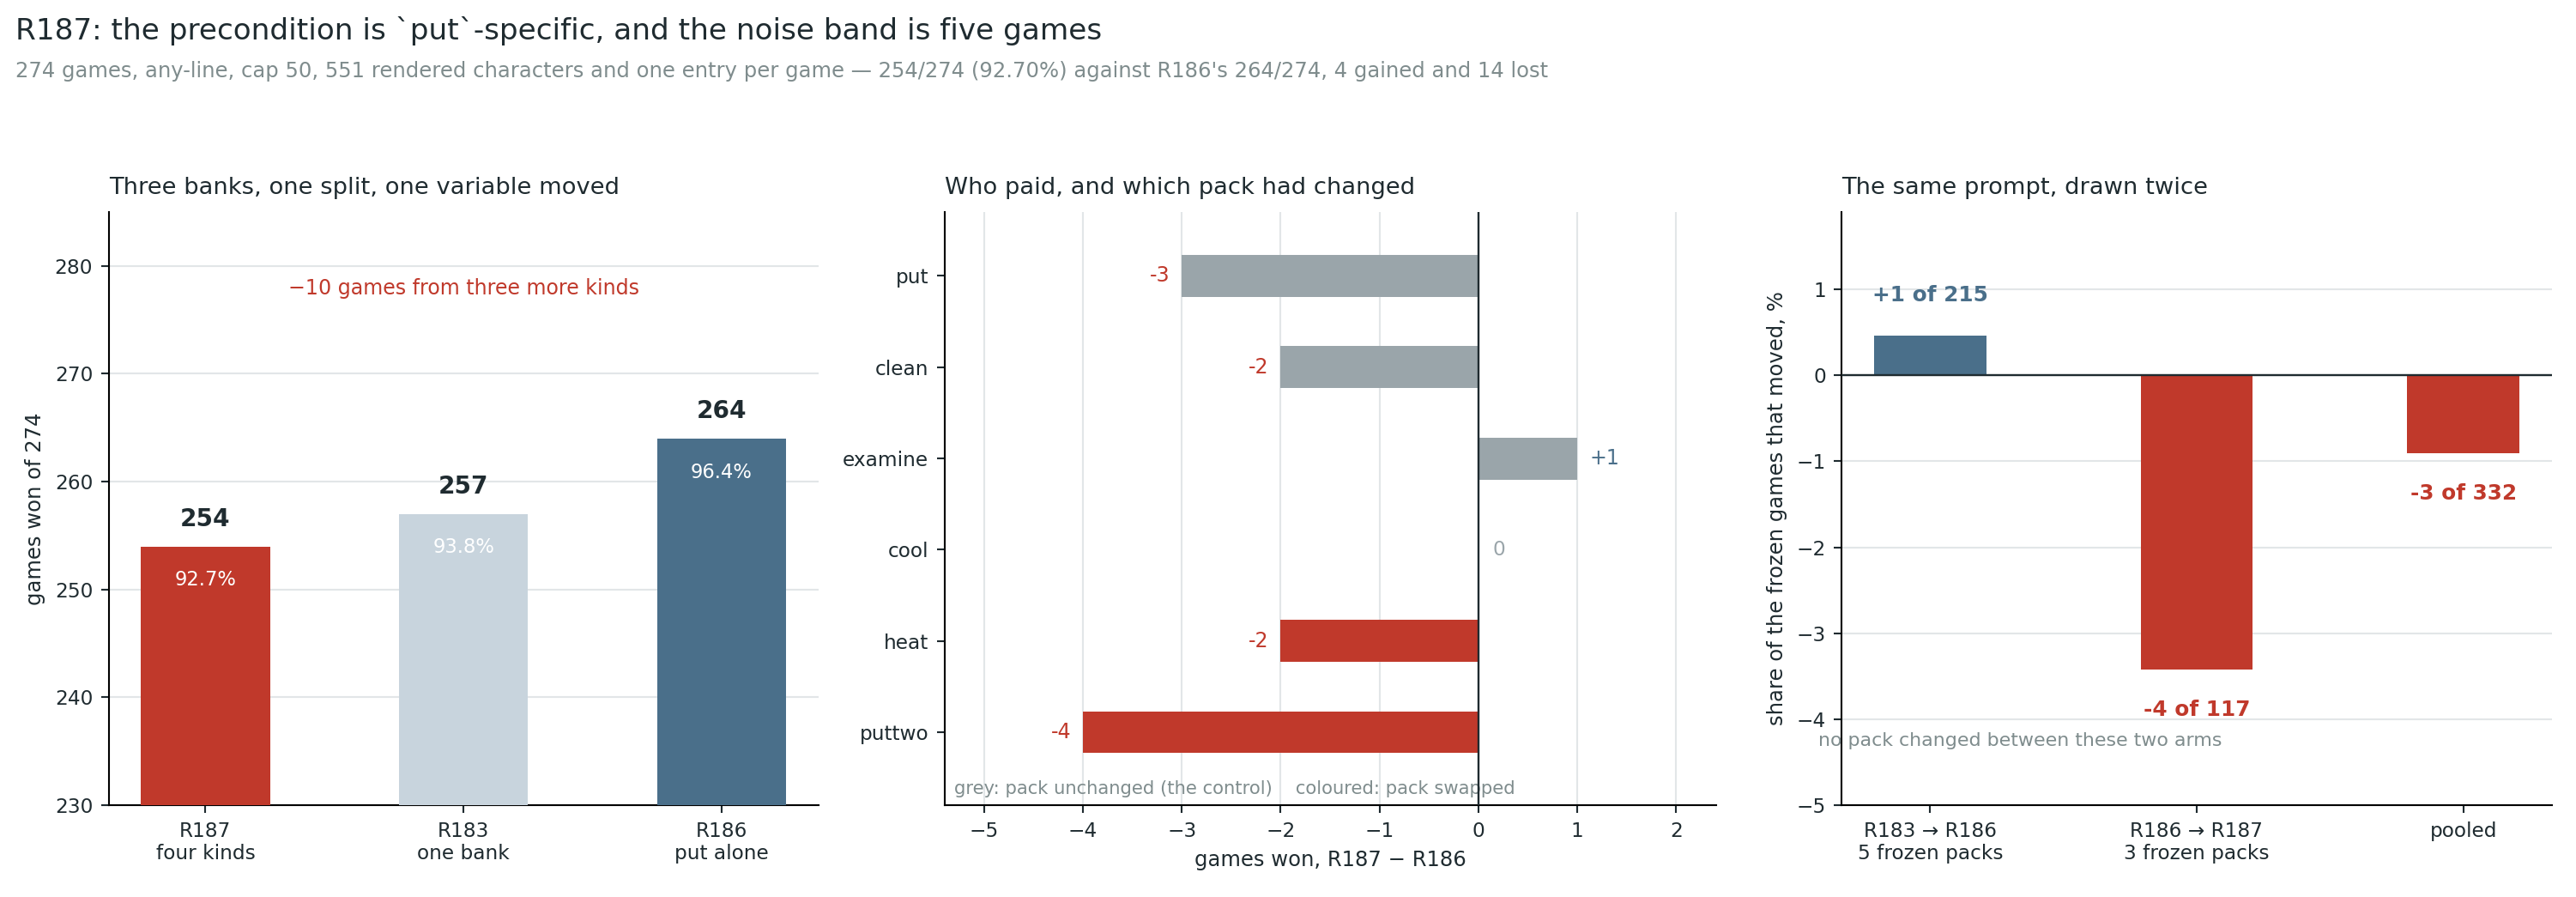 R187: the precondition is `put`-specific, and the noise band is five games
274 games, any-line, cap 50, 551 rendered characters and one entry per game — 254/274 (92.70%) against R186's 264/274, 4 gained and 14 lost
Three banks, one split, one variable moved
games won of 274
280
270
260
250
240
230
−10 games from three more kinds
254
92.7%
257
93.8%
264
96.4%
R187
four kinds
R183
one bank
R186
put alone
Who paid, and which pack had changed
put
clean
examine
cool
heat
puttwo
-3
-2
+1
0
-2
-4
grey: pack unchanged (the control)    coloured: pack swapped
−5
−4
−3
−2
−1
0
1
2
games won, R187 − R186
The same prompt, drawn twice
share of the frozen games that moved, %
1
0
−1
−2
−3
−4
−5
+1 of 215
-4 of 117
-3 of 332
no pack changed between these two arms
R183 → R186
5 frozen packs
R186 → R187
3 frozen packs
pooled